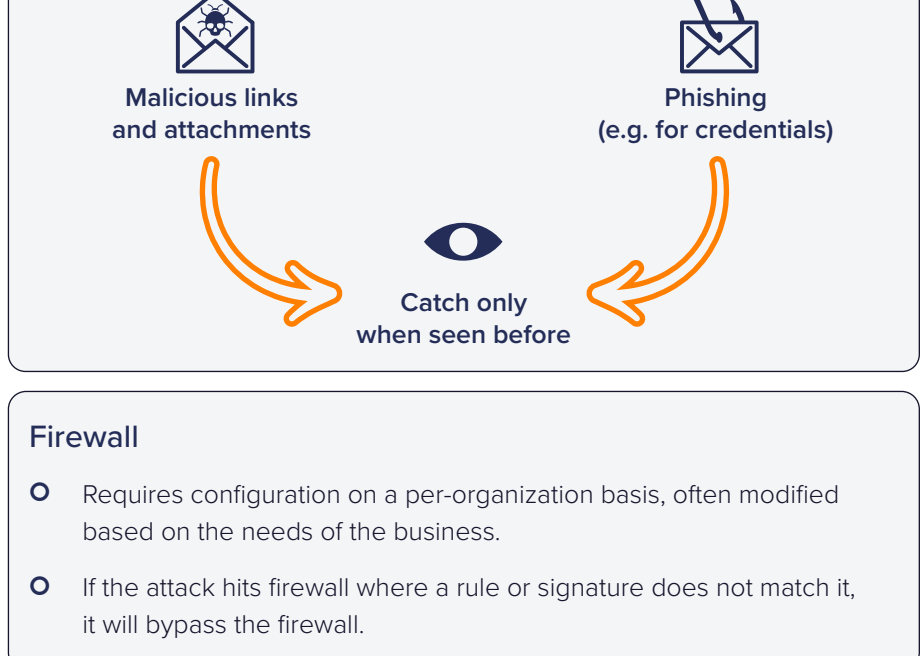 Malicious links
and attachments
Phishing
(e.g. for credentials)
Catch only
when seen before
Firewall
Requires configuration on a per-organization basis, often modified
based on the needs of the business.
If the attack hits firewall where a rule or signature does not match it,
it will bypass the firewall.